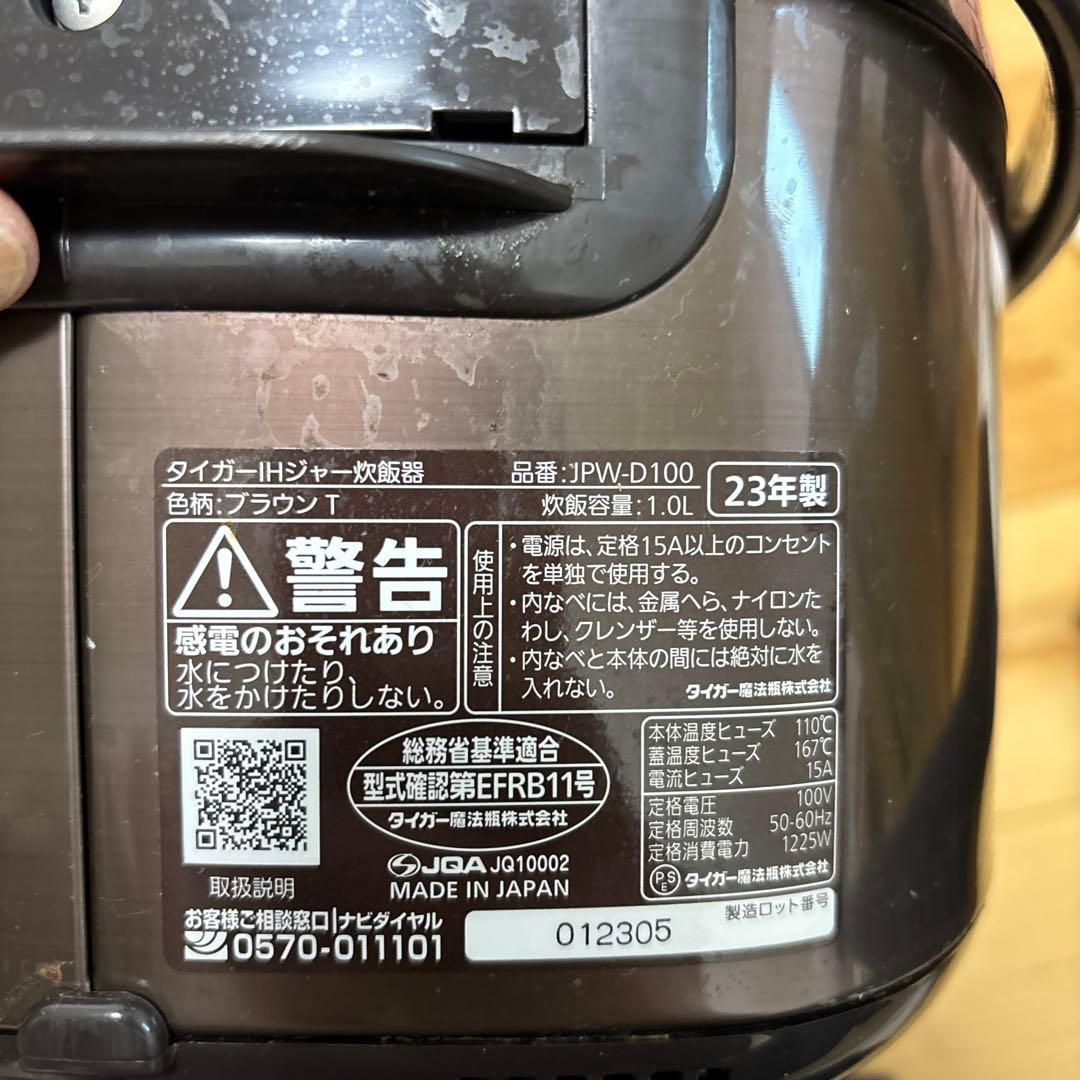 タイガーIHジャー炊飯器 品番:JPW-D100
色柄:ブラウン T 炊飯容量:1.0L
23年製
警告
感電のおそれあり
水につけたり、
水をかけたりしない。
使用上の注意
・電源は、定格15A以上のコンセント
を単独で使用する。
・内なべには、金属へら、ナイロンた
わし、クレンザー等を使用しない。
・内なべと本体の間には絶対に水を
入れない。
タイガー魔法瓶株式会社
取扱説明
総務省基準適合
型式確認第EFRB11号
タイガー魔法瓶株式会社
JQA JQ10002
MADE IN JAPAN
本体温度ヒューズ 110℃
蓋温度ヒューズ 167℃
電流ヒューズ 15A
定格電圧 100V
定格周波数 50-60Hz
定格消費電力 1225W
PSE タイガー魔法瓶株式会社
お客様ご相談窓口|ナビダイヤル
0570-011101
製造ロット番号
012305